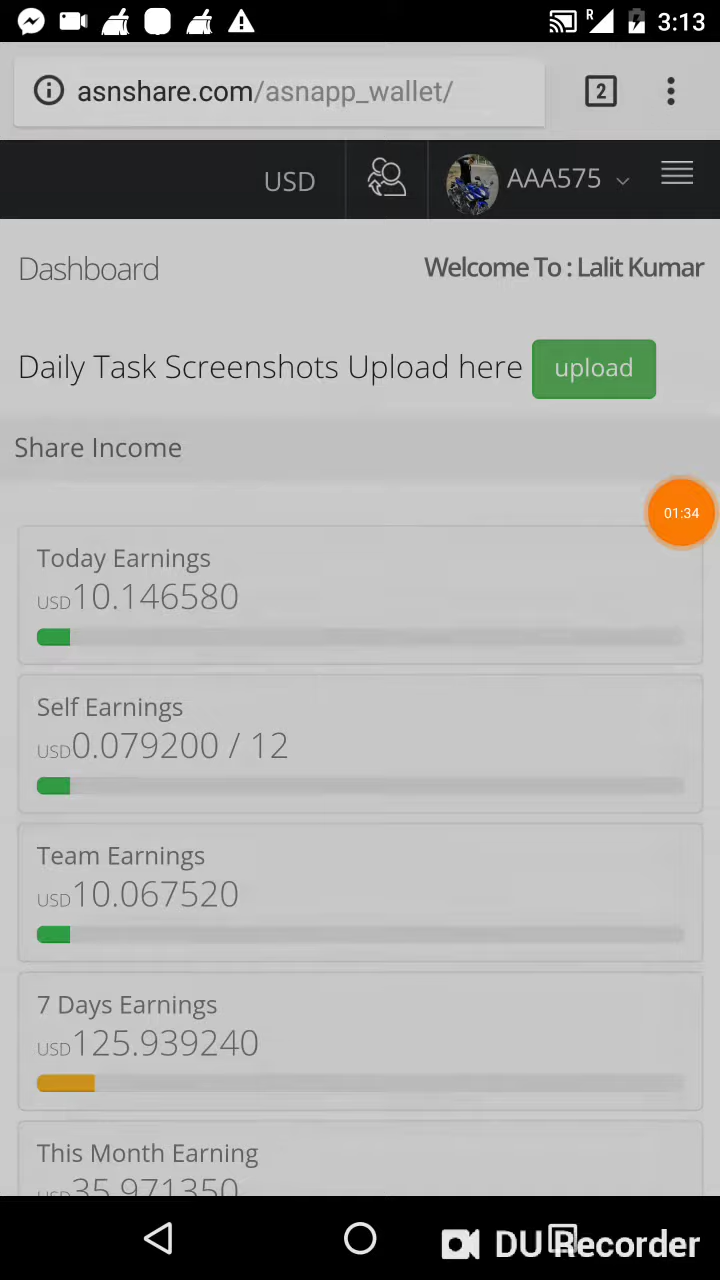 R 3:13
asnshare.com/asnapp_wallet/ 2
USD AAA575
Dashboard Welcome To : Lalit Kumar
Daily Task Screenshots Upload here upload
Share Income
01:34
Today Earnings
USD10.146580
Self Earnings
USD0.079200 / 12
Team Earnings
USD10.067520
7 Days Earnings
USD125.939240
This Month Earning
USD35.971350
DU Recorder